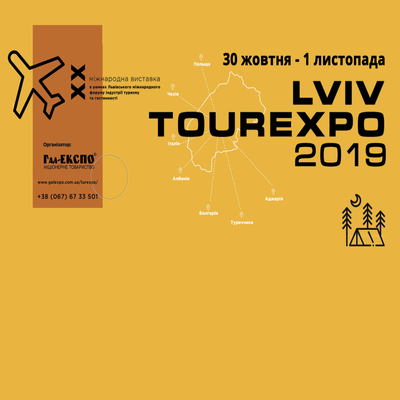 XX
міжнародна виставка
в рамках Львівського міжнародного
форуму індустрії туризму
та гостинності
Організатор:
Гал-ЕКСПО®
АКЦІОНЕРНЕ ТОВАРИСТВО
www.galexpo.com.ua/tourexpo/
+38 (067) 67 33 501
30 жовтня - 1 листопада
LVIV
TOUREXPO
2019
Польща
Чехія
Італія
Албанія
Болгарія
Туреччина
Аджарія